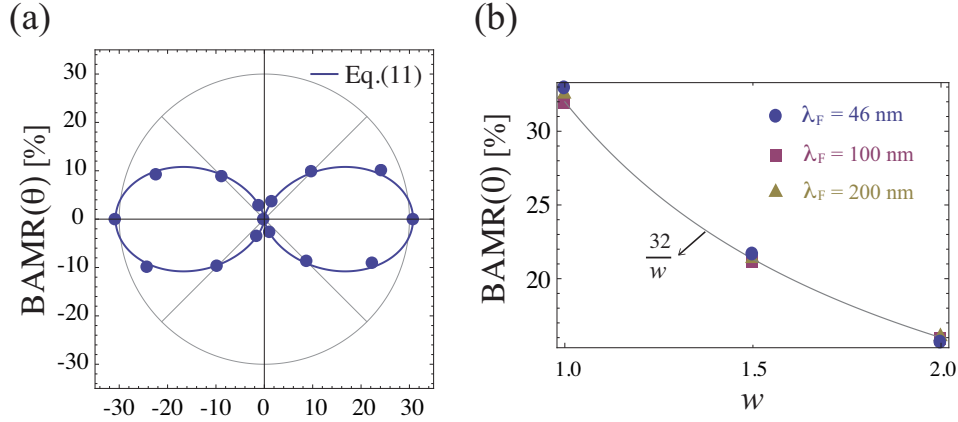 (a)
BAMR(θ) [%]
30
20
10
0
-10
-20
-30
-30 -20 -10 0 10 20 30
Eq.(11)
(b)
BAMR(0) [%]
30
25
20
1.0 1.5 2.0
w
λF = 46 nm
λF = 100 nm
λF = 200 nm
32
w